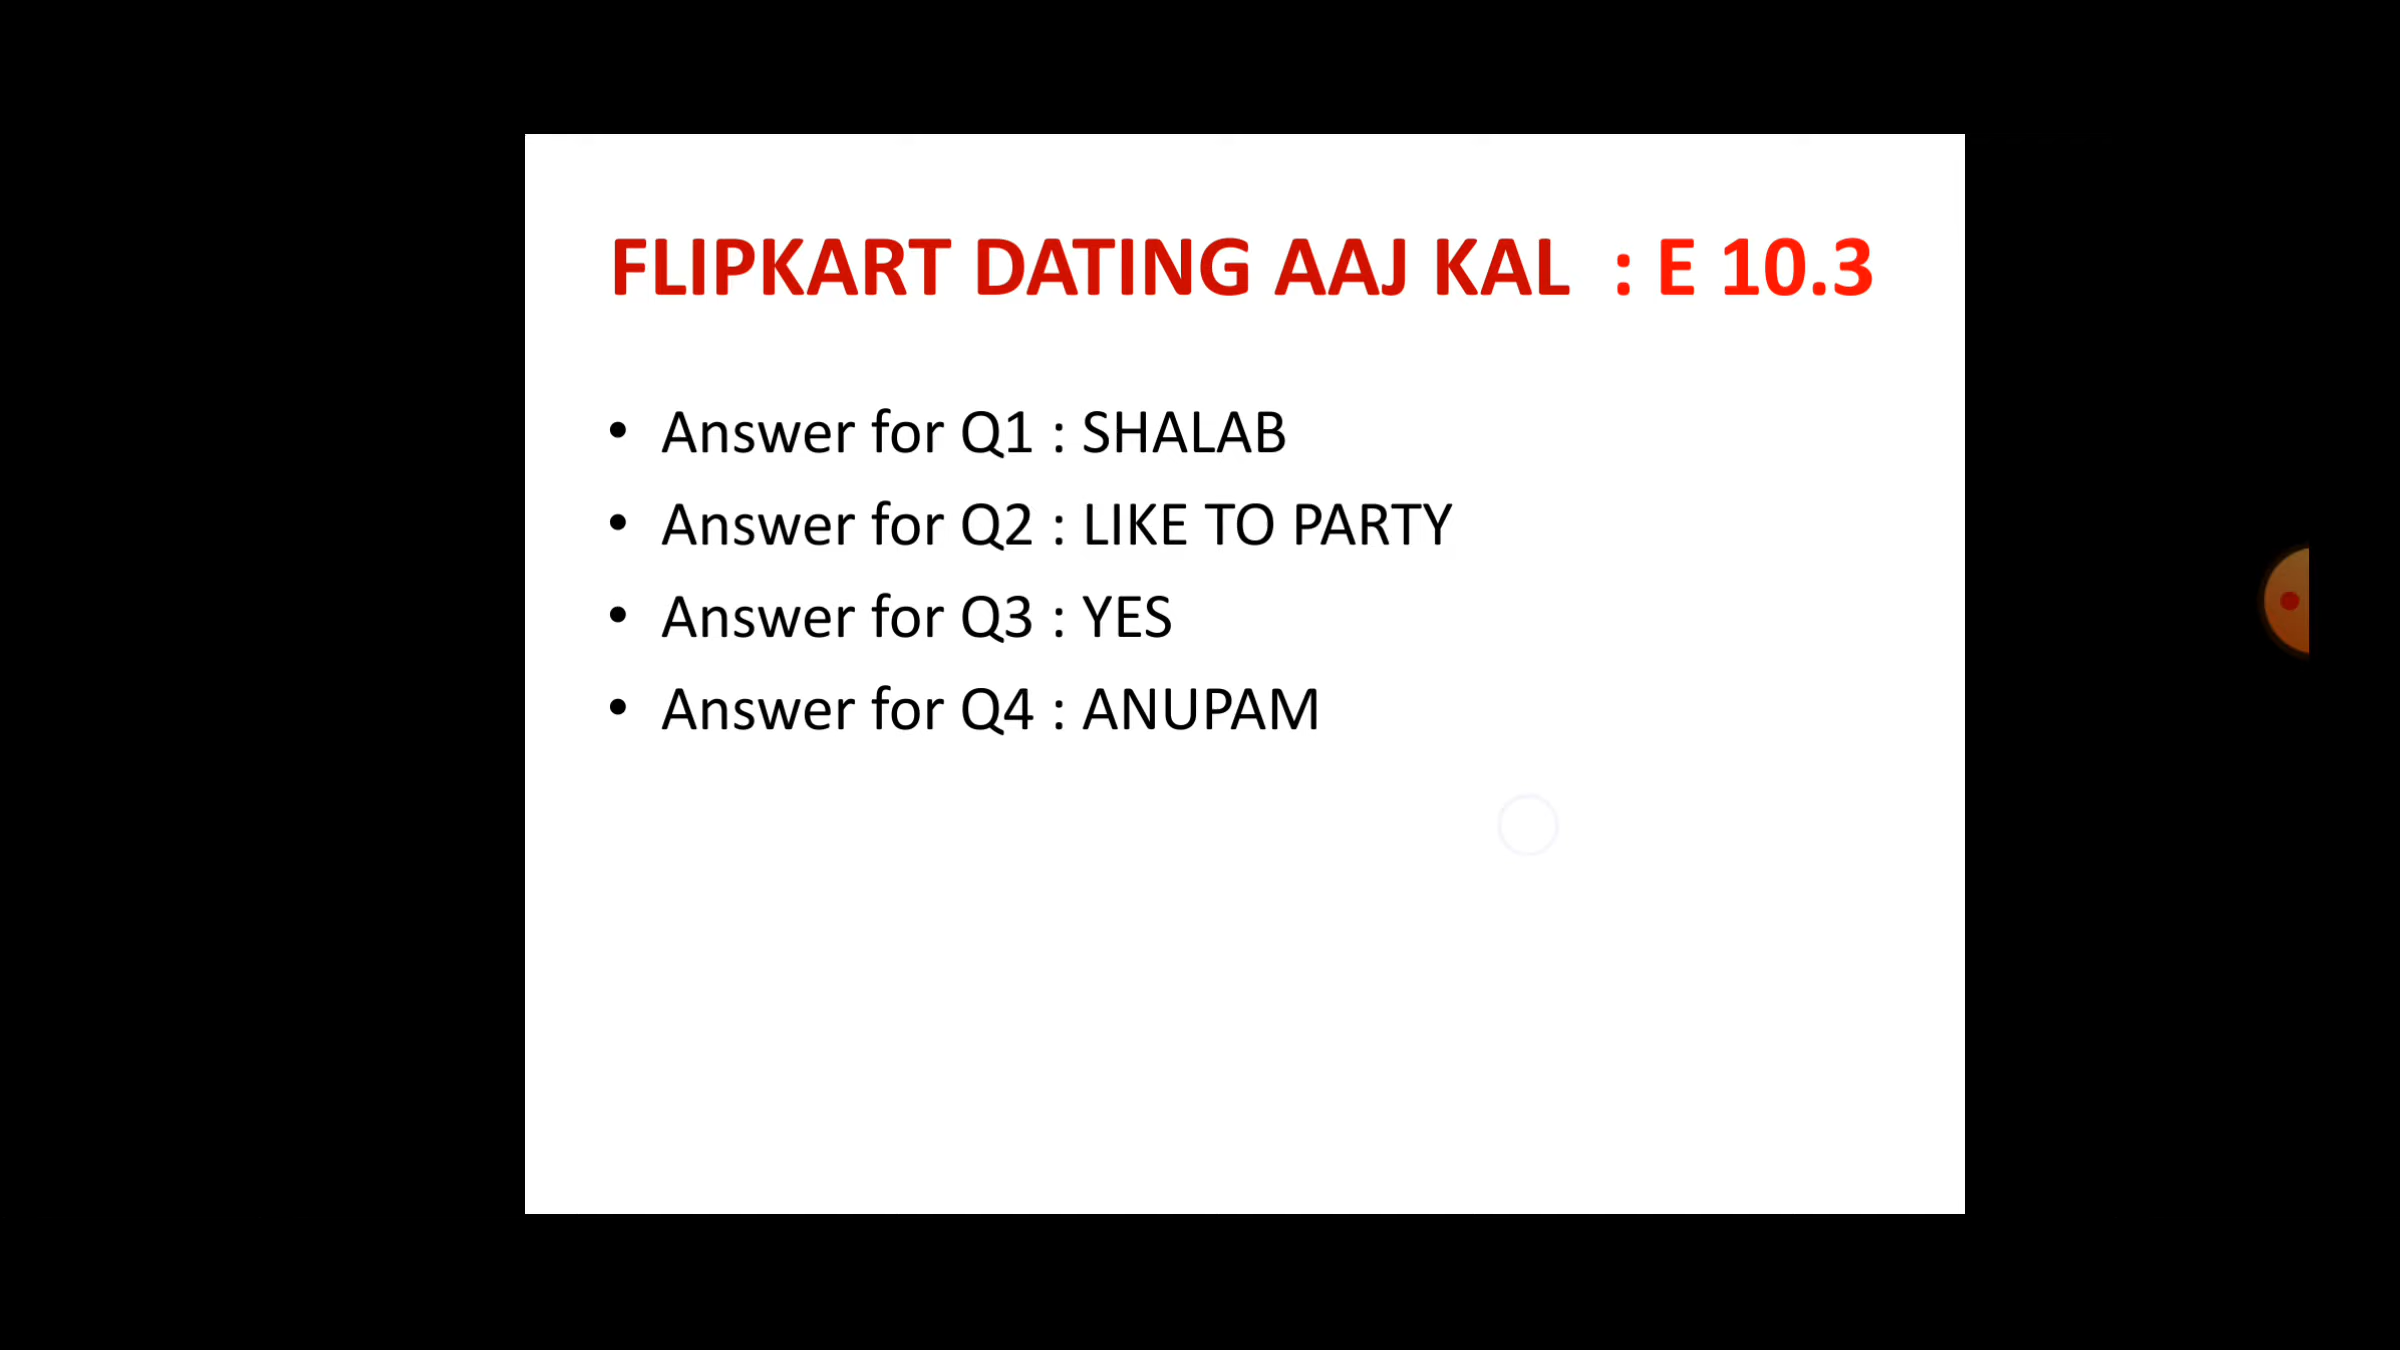 FLIPKART DATING AAJ KAL : E 10.3
• Answer for Q1 : SHALAB
• Answer for Q2 : LIKE TO PARTY
• Answer for Q3 : YES
• Answer for Q4 : ANUPAM